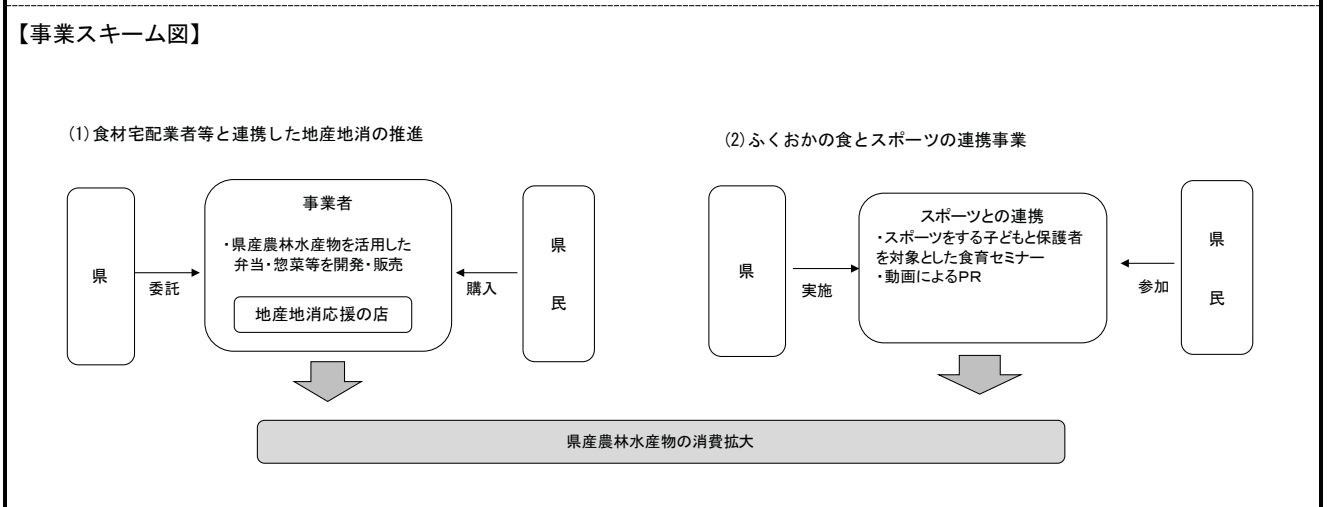 【事業スキーム図】
(1)食材宅配業者等と連携した地産地消の推進
県
委託
事業者
・県産農林水産物を活用した
弁当・惣菜等を開発・販売
地産地消応援の店
購入
県
民
(2)ふくおかの食とスポーツの連携事業
県
実施
スポーツとの連携
・スポーツをする子どもと保護者
を対象とした食育セミナー
・動画によるPR
参加
県
民
県産農林水産物の消費拡大